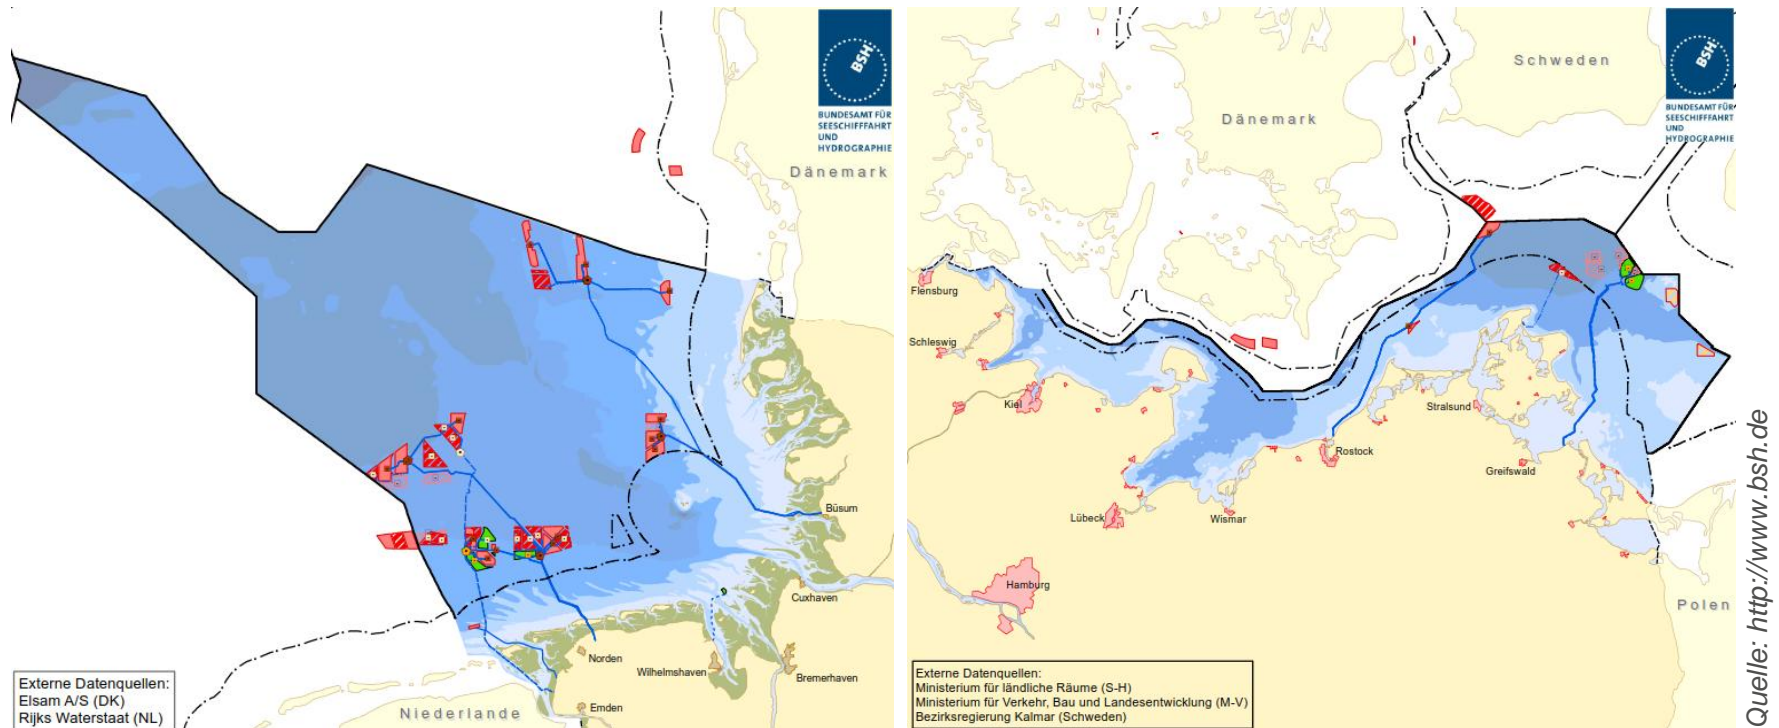 BSH
BUNDESAMT FÜR
SEESCHIFFFAHRT
UND
HYDROGRAPHIE
Dänemark
Büsum
Cuxhaven
Norden
Wilhelmshaven
Bremerhaven
Emden
Niederlande
Externe Datenquellen:
Elsam A/S (DK)
Rijks Waterstaat (NL)
Schweden
BSH
BUNDESAMT FÜR
SEESCHIFFFAHRT
UND
HYDROGRAPHIE
Dänemark
Flensburg
Schleswig
Kiel
Stralsund
Rostock
Greifswald
Lübeck
Wismar
Hamburg
Polen
Externe Datenquellen:
Ministerium für ländliche Räume (S-H)
Ministerium für Verkehr, Bau und Landesentwicklung (M-V)
Bezirksregierung Kalmar (Schweden)
Quelle: http://www.bsh.de